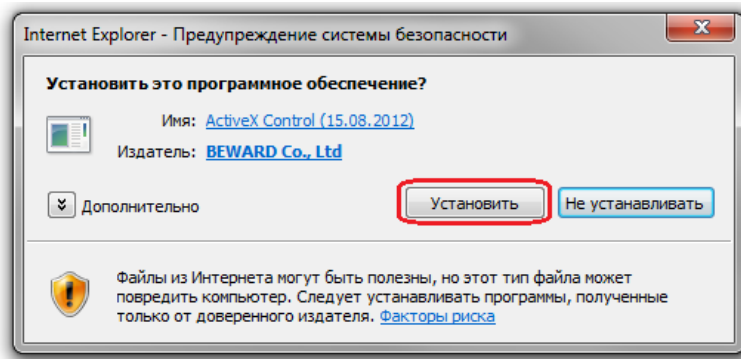 Internet Explorer - Предупреждение системы безопасности
Установить это программное обеспечение?
Имя: ActiveX Control (15.08.2012)
Издатель: BEWARD Co., Ltd
Дополнительно
Установить
Не устанавливать
Файлы из Интернета могут быть полезны, но этот тип файла может
повредить компьютер. Следует устанавливать программы, полученные
только от доверенного издателя. Факторы риска